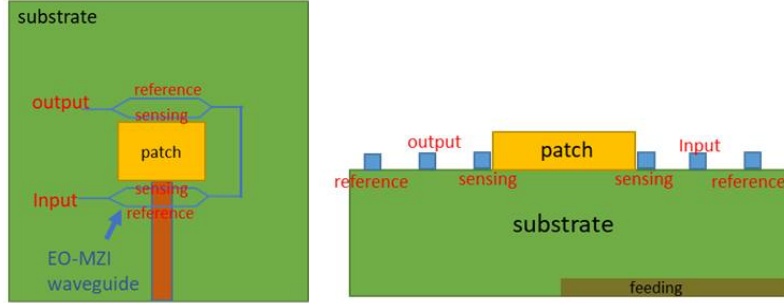 substrate
reference
output
sensing
patch
sensing
Input
reference
EO-MZI
waveguide
output
Input
patch
reference
sensing
sensing
reference
substrate
feeding